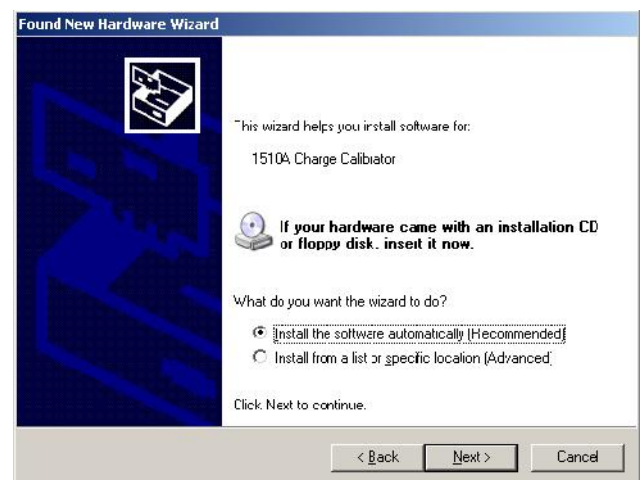 Found New Hardware Wizard
This wizard helps you install software for:
1510A Charge Calibrator
If your hardware came with an installation CD
or floppy disk, insert it now.
What do you want the wizard to do?
Install the software automatically (Recommended)
Install from a list or specific location (Advanced)
Click Next to continue.
< Back
Next >
Cancel